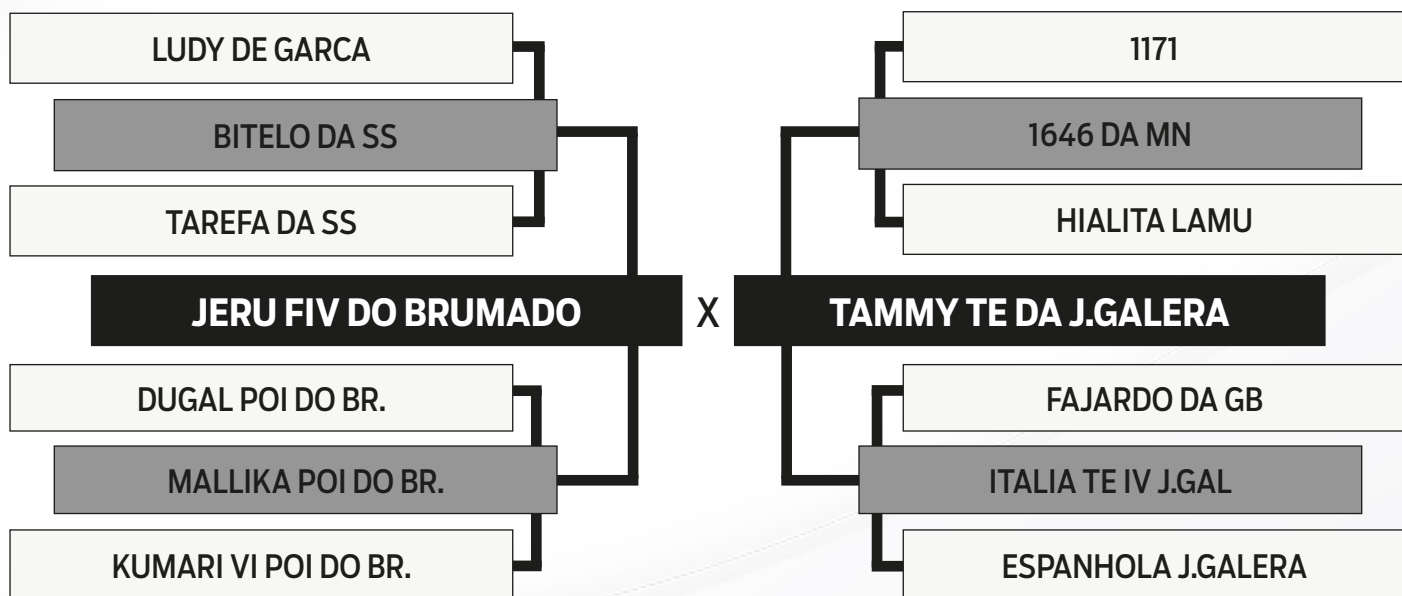 LUDY DE GARCA
BITELO DA SS
TAREFA DA SS
JERU FIV DO BRUMADO
DUGAL POI DO BR.
MALLIKA POI DO BR.
KUMARI VI POI DO BR.
X
1171
1646 DA MN
HIALITA LAMU
TAMMY TE DA J.GALERA
FAJARDO DA GB
ITALIA TE IV J.GAL
ESPANHOLA J.GALERA